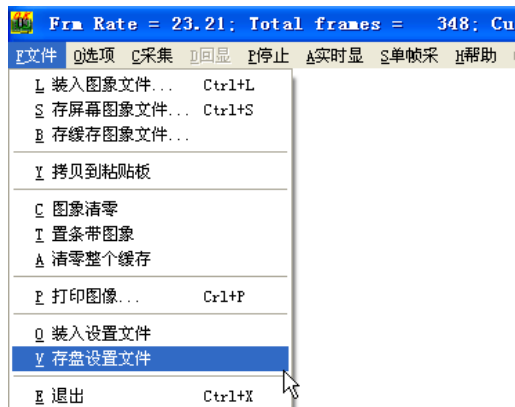 Frm Rate = 23.21; Total frames = 348; Cu
F文件 O选项 C采集 D回显 P停止 A实时显 S单帧采 H帮助
L 装入图象文件... Ctrl+L
S 存屏幕图象文件... Ctrl+S
B 存缓存图象文件...
Y 拷贝到粘贴板
C 图象清零
T 置条带图象
A 清零整个缓存
P 打印图像... Crl+P
O 装入设置文件
V 存盘设置文件
E 退出 Ctrl+X